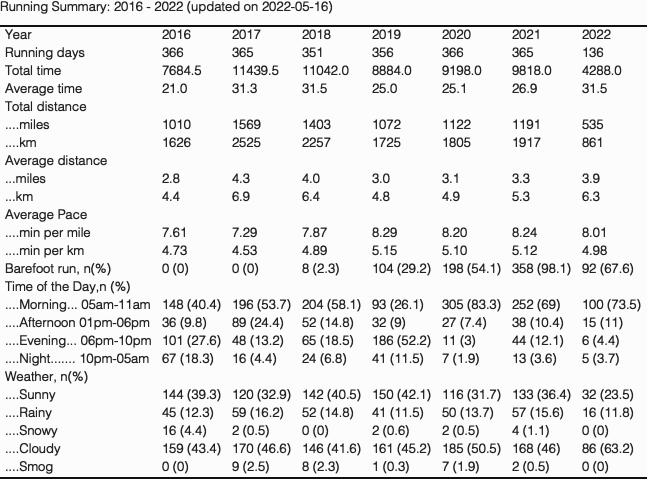 Running Summary: 2016 - 2022 (updated on 2022-05-16)
Year 2016 2017 2018 2019 2020 2021 2022
Running days 366 365 351 356 366 365 136
Total time 7684.5 11439.5 11042.0 8884.0 9198.0 9818.0 4288.0
Average time 21.0 31.3 31.5 25.0 25.1 26.9 31.5
Total distance
....miles 1010 1569 1403 1072 1122 1191 535
....km 1626 2525 2257 1725 1805 1917 861
Average distance
...miles 2.8 4.3 4.0 3.0 3.1 3.3 3.9
...km 4.4 6.9 6.4 4.8 4.9 5.3 6.3
Average Pace
....min per mile 7.61 7.29 7.87 8.29 8.20 8.24 8.01
....min per km 4.73 4.53 4.89 5.15 5.10 5.12 4.98
Barefoot run, n(%) 0 (0) 0 (0) 8 (2.3) 104 (29.2) 198 (54.1) 358 (98.1) 92 (67.6)
Time of the Day,n (%)
....Morning... 05am-11am 148 (40.4) 196 (53.7) 204 (58.1) 93 (26.1) 305 (83.3) 252 (69) 100 (73.5)
....Afternoon 01pm-06pm 36 (9.8) 89 (24.4) 52 (14.8) 32 (9) 27 (7.4) 38 (10.4) 15 (11)
....Evening... 06pm-10pm 101 (27.6) 48 (13.2) 65 (18.5) 186 (52.2) 11 (3) 44 (12.1) 6 (4.4)
....Night....... 10pm-05am 67 (18.3) 16 (4.4) 24 (6.8) 41 (11.5) 7 (1.9) 13 (3.6) 5 (3.7)
Weather, n(%)
....Sunny 144 (39.3) 120 (32.9) 142 (40.5) 150 (42.1) 116 (31.7) 133 (36.4) 32 (23.5)
....Rainy 45 (12.3) 59 (16.2) 52 (14.8) 41 (11.5) 50 (13.7) 57 (15.6) 16 (11.8)
....Snowy 16 (4.4) 2 (0.5) 0 (0) 2 (0.6) 2 (0.5) 4 (1.1) 0 (0)
....Cloudy 159 (43.4) 170 (46.6) 146 (41.6) 161 (45.2) 185 (50.5) 168 (46) 86 (63.2)
....Smog 0 (0) 9 (2.5) 8 (2.3) 1 (0.3) 7 (1.9) 2 (0.5) 0 (0)